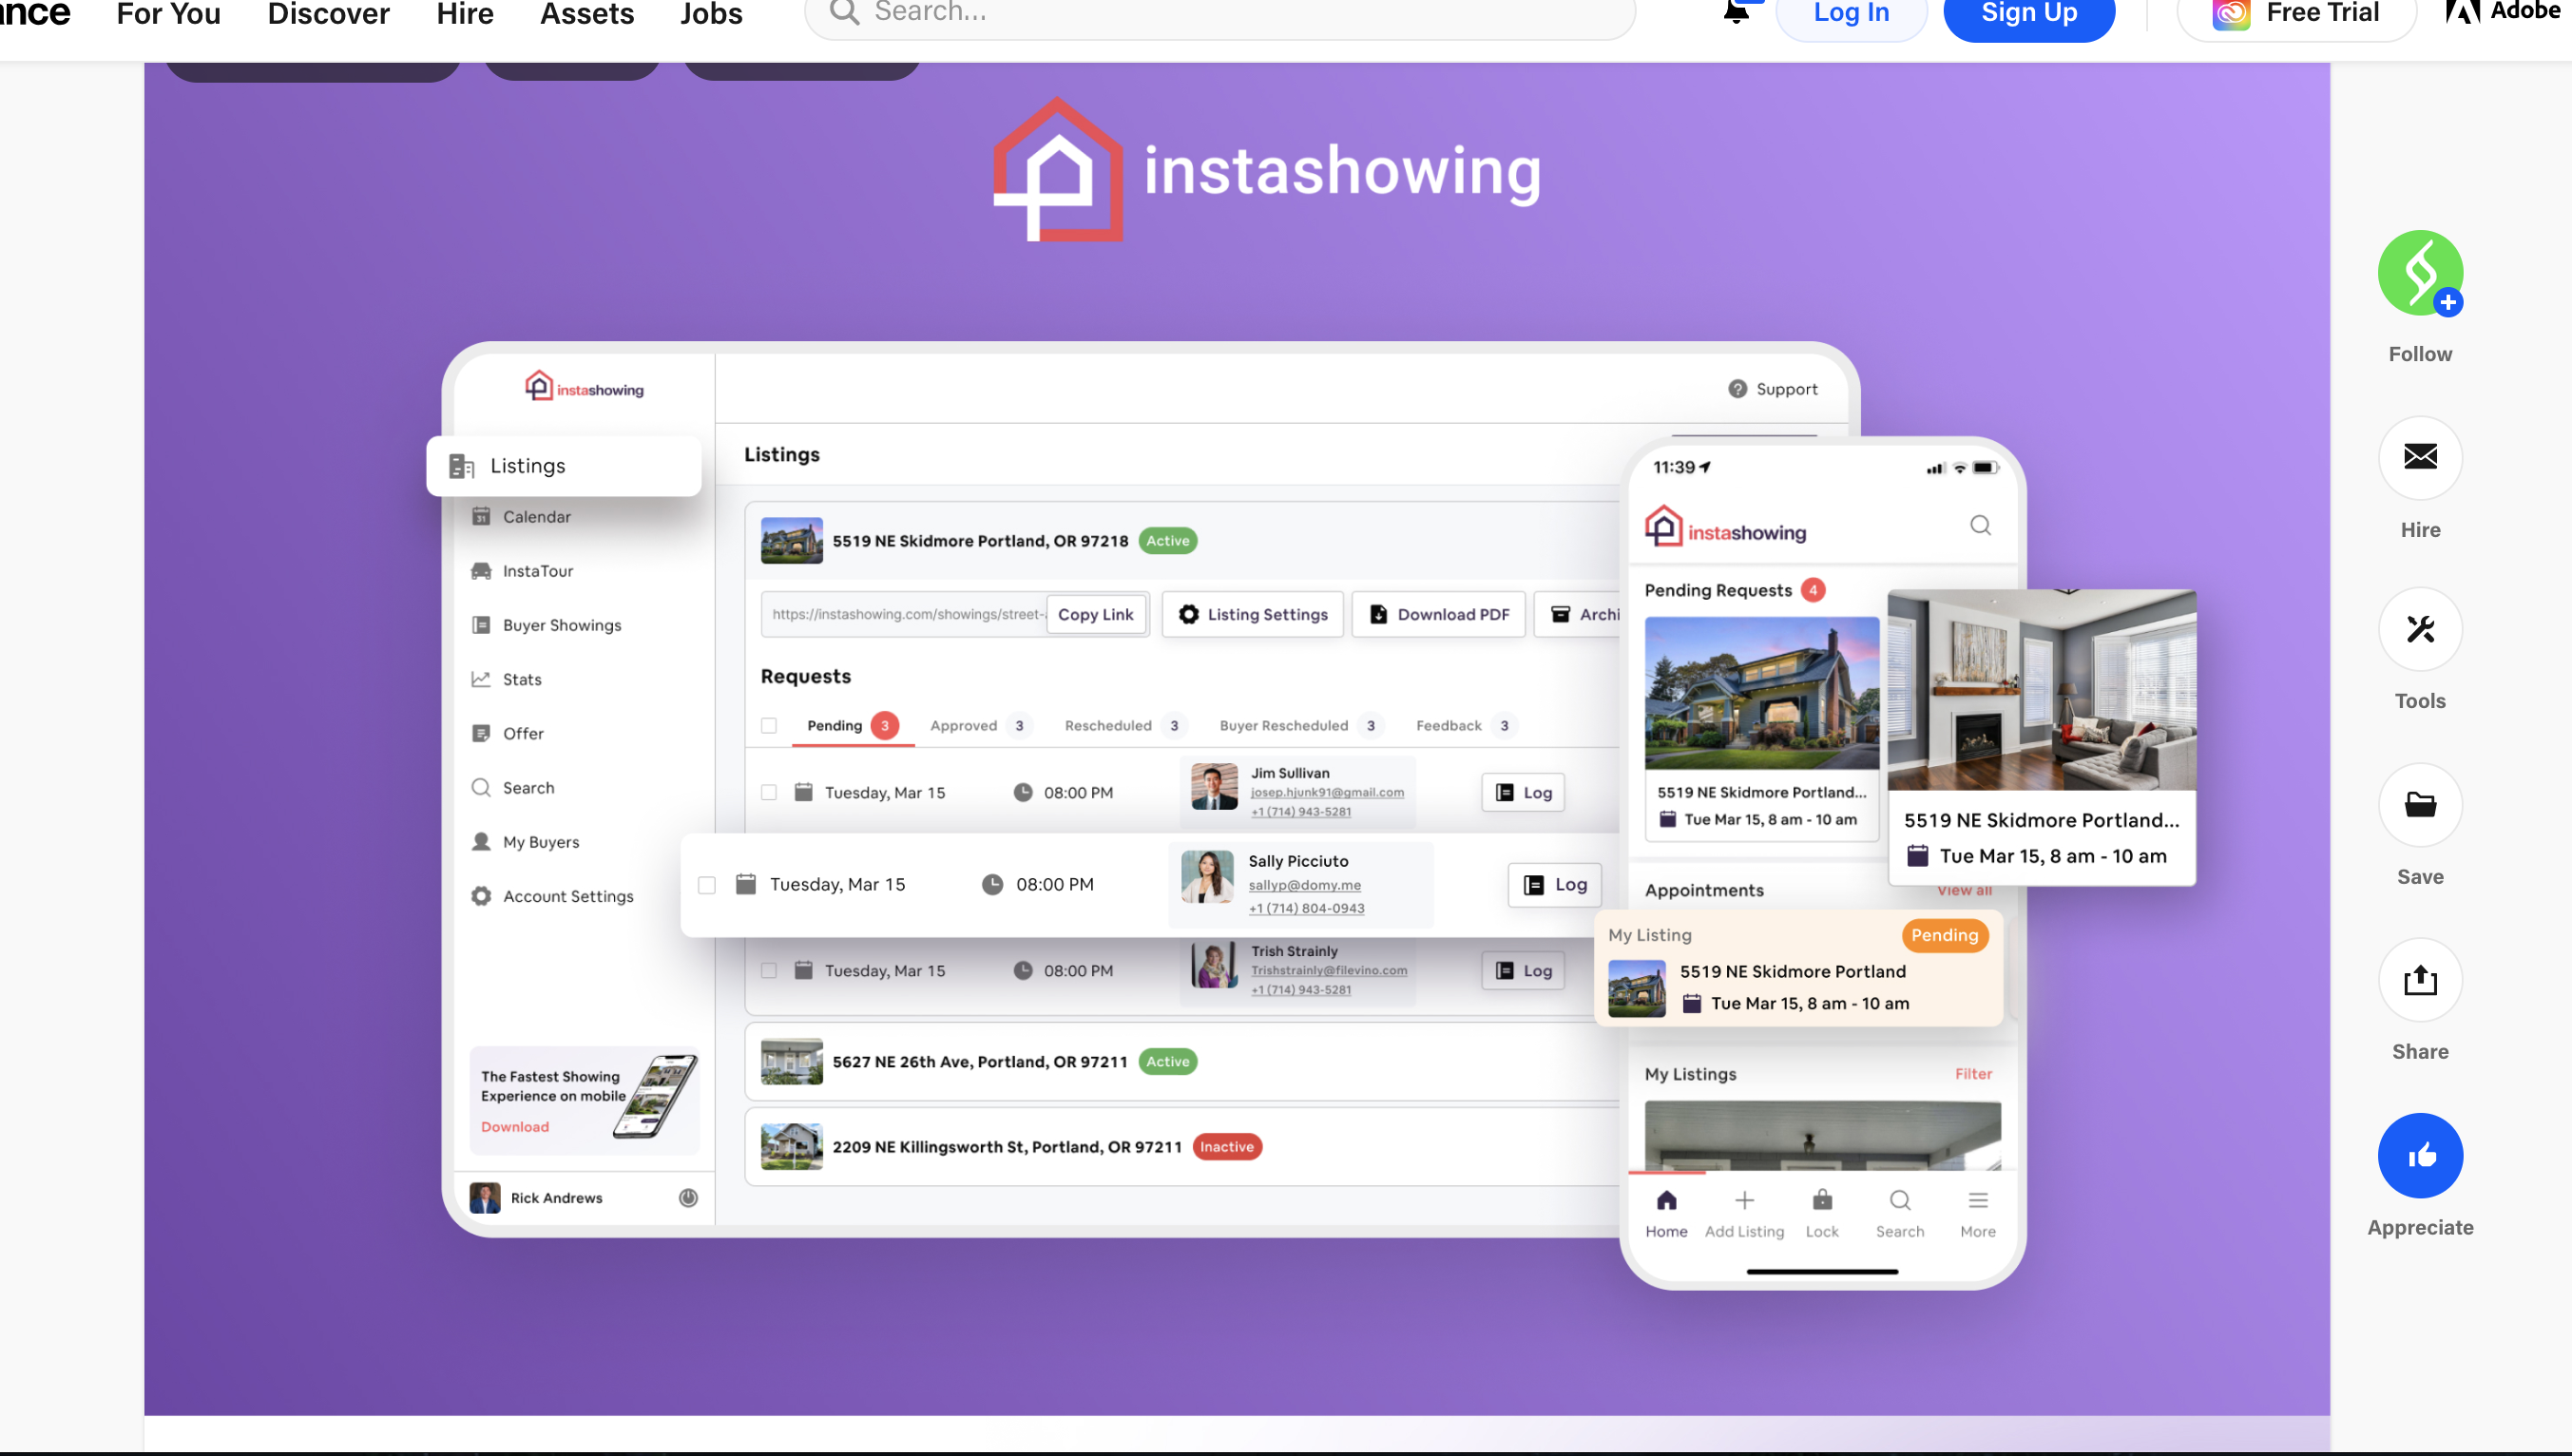 nce
For You
Discover
Hire
Assets
Jobs
Search...
Log In
Sign Up
Free Trial
Adobe
instashowing
instashowing
Support
Listings
Calendar
InstaTour
Buyer Showings
Stats
Offer
Search
My Buyers
Account Settings
The Fastest Showing
Experience on mobile
Download
Rick Andrews
Listings
5519 NE Skidmore Portland, OR 97218 Active
https://instashowing.com/showings/street- Copy Link
Listing Settings
Download PDF
Archi
Requests
Pending 3
Approved 3
Rescheduled 3
Buyer Rescheduled 3
Feedback 3
Tuesday, Mar 15 08:00 PM
Jim Sullivan
josep.hjunk91@gmail.com
+1 (714) 943-5281
Log
Tuesday, Mar 15 08:00 PM
Sally Picciuto
sallyp@domy.me
+1 (714) 804-0943
Log
Tuesday, Mar 15 08:00 PM
Trish Strainly
Trishstrainly@filevino.com
+1 (714) 943-5281
Log
5627 NE 26th Ave, Portland, OR 97211 Active
2209 NE Killingsworth St, Portland, OR 97211 Inactive
11:39
instashowing
Pending Requests 4
5519 NE Skidmore Portland...
Tue Mar 15, 8 am - 10 am
5519 NE Skidmore Portland...
Tue Mar 15, 8 am - 10 am
Appointments
View all
My Listing
Pending
5519 NE Skidmore Portland
Tue Mar 15, 8 am - 10 am
My Listings
Filter
Home
Add Listing
Lock
Search
More
Follow
Hire
Tools
Save
Share
Appreciate